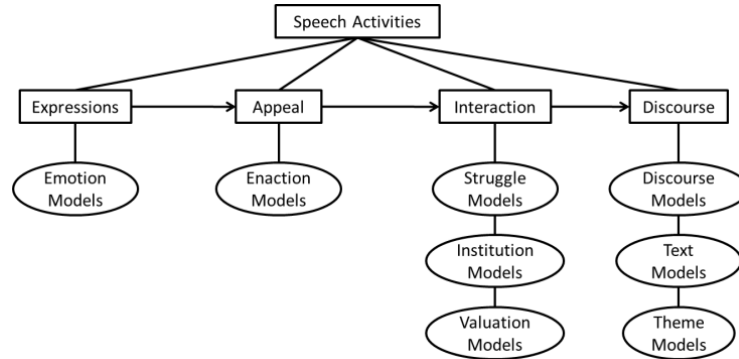 Speech Activities
Expressions
Appeal
Interaction
Discourse
Emotion
Models
Enaction
Models
Struggle
Models
Discourse
Models
Institution
Models
Text
Models
Valuation
Models
Theme
Models